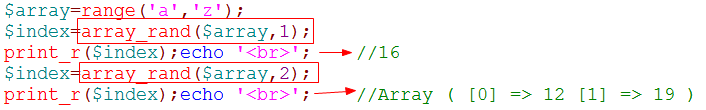 $array=range('a','z');
$index=array_rand($array,1);
print_r($index);echo '<br>'; //16
$index=array_rand($array,2);
print_r($index);echo '<br>'; //Array ( [0] => 12 [1] => 19 )